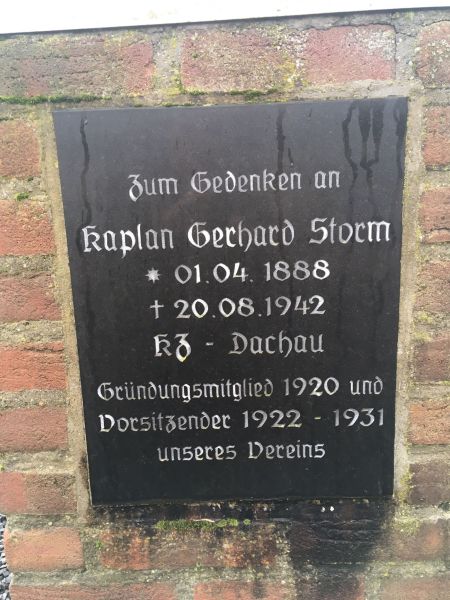 Zum Gedenken an
Kaplan Gerhard Storm
* 01.04.1888
† 20.08.1942
KZ - Dachau
Gründungsmitglied 1920 und
Vorsitzender 1922 - 1931
unseres Vereins